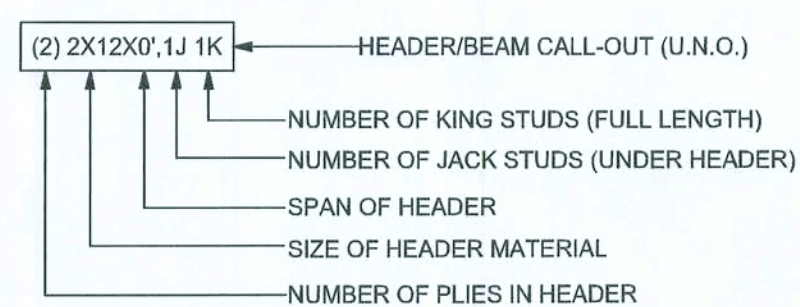 (2) 2X12X0',1J 1K
HEADER/BEAM CALL-OUT (U.N.O.)
NUMBER OF KING STUDS (FULL LENGTH)
NUMBER OF JACK STUDS (UNDER HEADER)
SPAN OF HEADER
SIZE OF HEADER MATERIAL
NUMBER OF PLIES IN HEADER